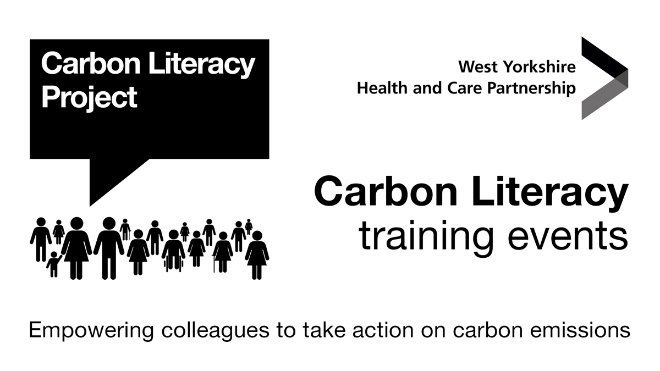 Carbon Literacy
Project
West Yorkshire
Health and Care Partnership
Carbon Literacy
training events
Empowering colleagues to take action on carbon emissions